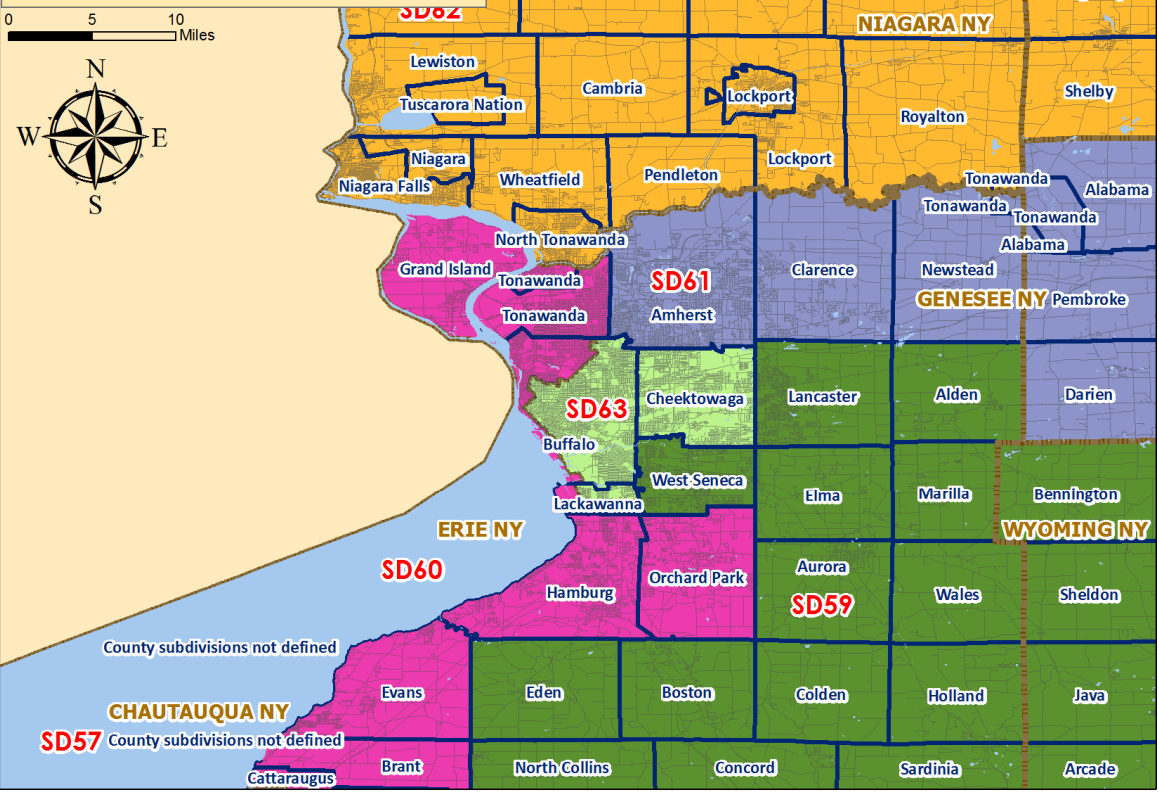 SD62
NIAGARA NY
0 5 10
Miles
Lewiston
Cambria
Lockport
Shelby
Tuscarora Nation
Royalton
N
W E
S
Niagara
Lockport
Niagara Falls
Wheatfield
Pendleton
Tonawanda
Alabama
Tonawanda
Tonawanda
North Tonawanda
Alabama
Grand Island
SD61
Clarence
Newstead
Tonawanda
GENESEE NY
Pembroke
Tonawanda
Amherst
SD63
Cheektowaga
Lancaster
Alden
Darien
Buffalo
West Seneca
Elma
Marilla
Bennington
Lackawanna
ERIE NY
WYOMING NY
SD60
Hamburg
Orchard Park
Aurora
SD59
Wales
Sheldon
County subdivisions not defined
Evans
Eden
Boston
Colden
Holland
Java
CHAUTAUQUA NY
SD57
County subdivisions not defined
Brant
North Collins
Concord
Sardinia
Arcade
Cattaraugus